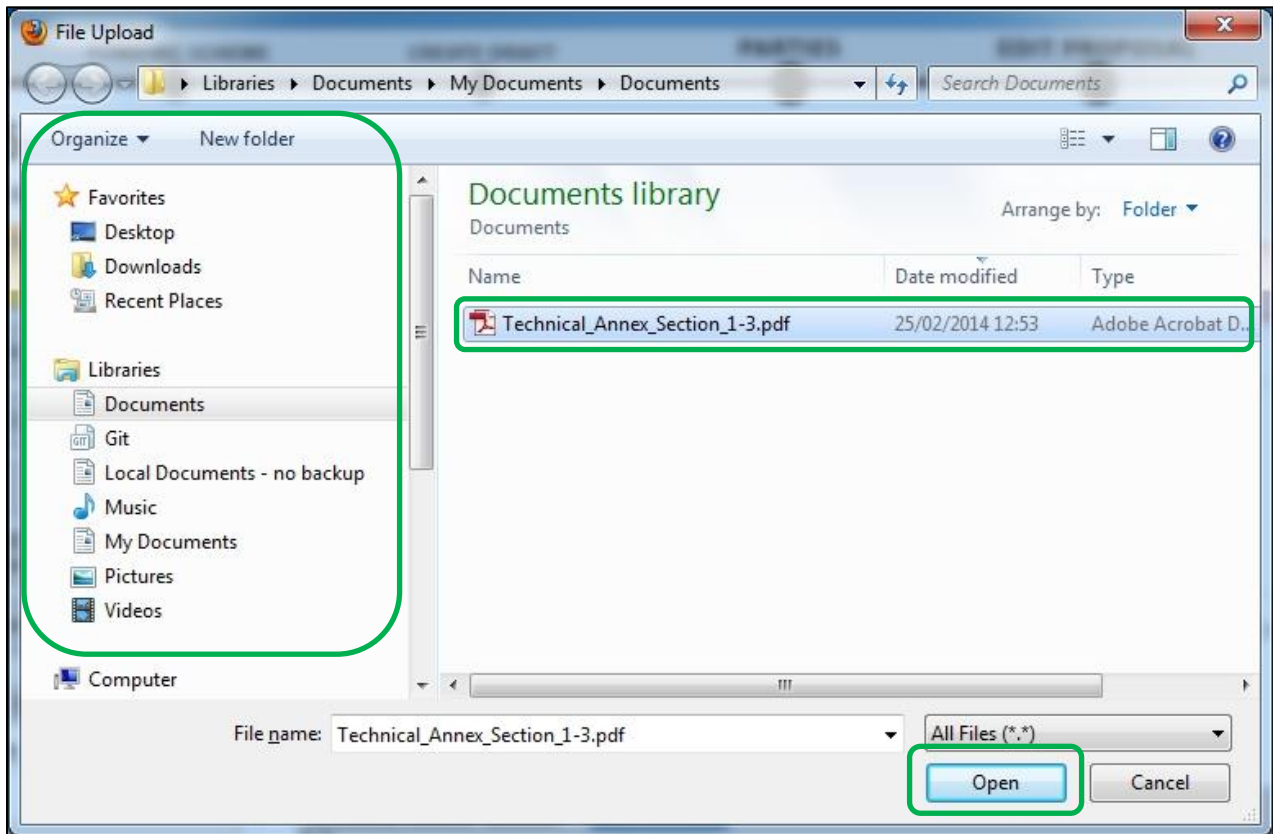 File Upload
PARTIES
EDIT PROPOSAL
Libraries Documents My Documents Documents
Search Documents
Organize New folder
Favorites
Desktop
Downloads
Recent Places
Libraries
Documents
Git
Local Documents - no backup
Music
My Documents
Pictures
Videos
Computer
Documents library
Documents
Arrange by: Folder
Name Date modified Type
Technical_Annex_Section_1-3.pdf 25/02/2014 12:53 Adobe Acrobat D...
File name: Technical_Annex_Section_1-3.pdf
All Files (*.*)
Open Cancel